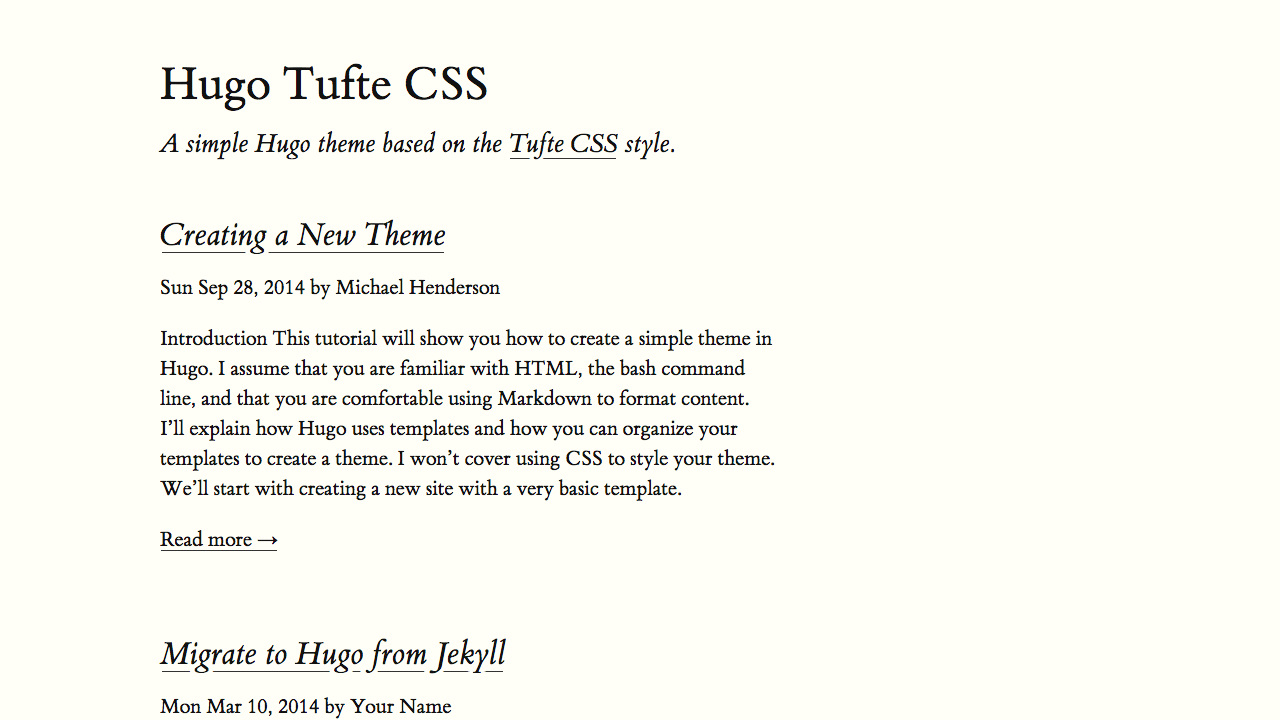 Hugo Tufte CSS
A simple Hugo theme based on the Tufte CSS style.
Creating a New Theme
Sun Sep 28, 2014 by Michael Henderson
Introduction This tutorial will show you how to create a simple theme in
Hugo. I assume that you are familiar with HTML, the bash command
line, and that you are comfortable using Markdown to format content.
I’ll explain how Hugo uses templates and how you can organize your
templates to create a theme. I won’t cover using CSS to style your theme.
We’ll start with creating a new site with a very basic template.
Read more →
Migrate to Hugo from Jekyll
Mon Mar 10, 2014 by Your Name